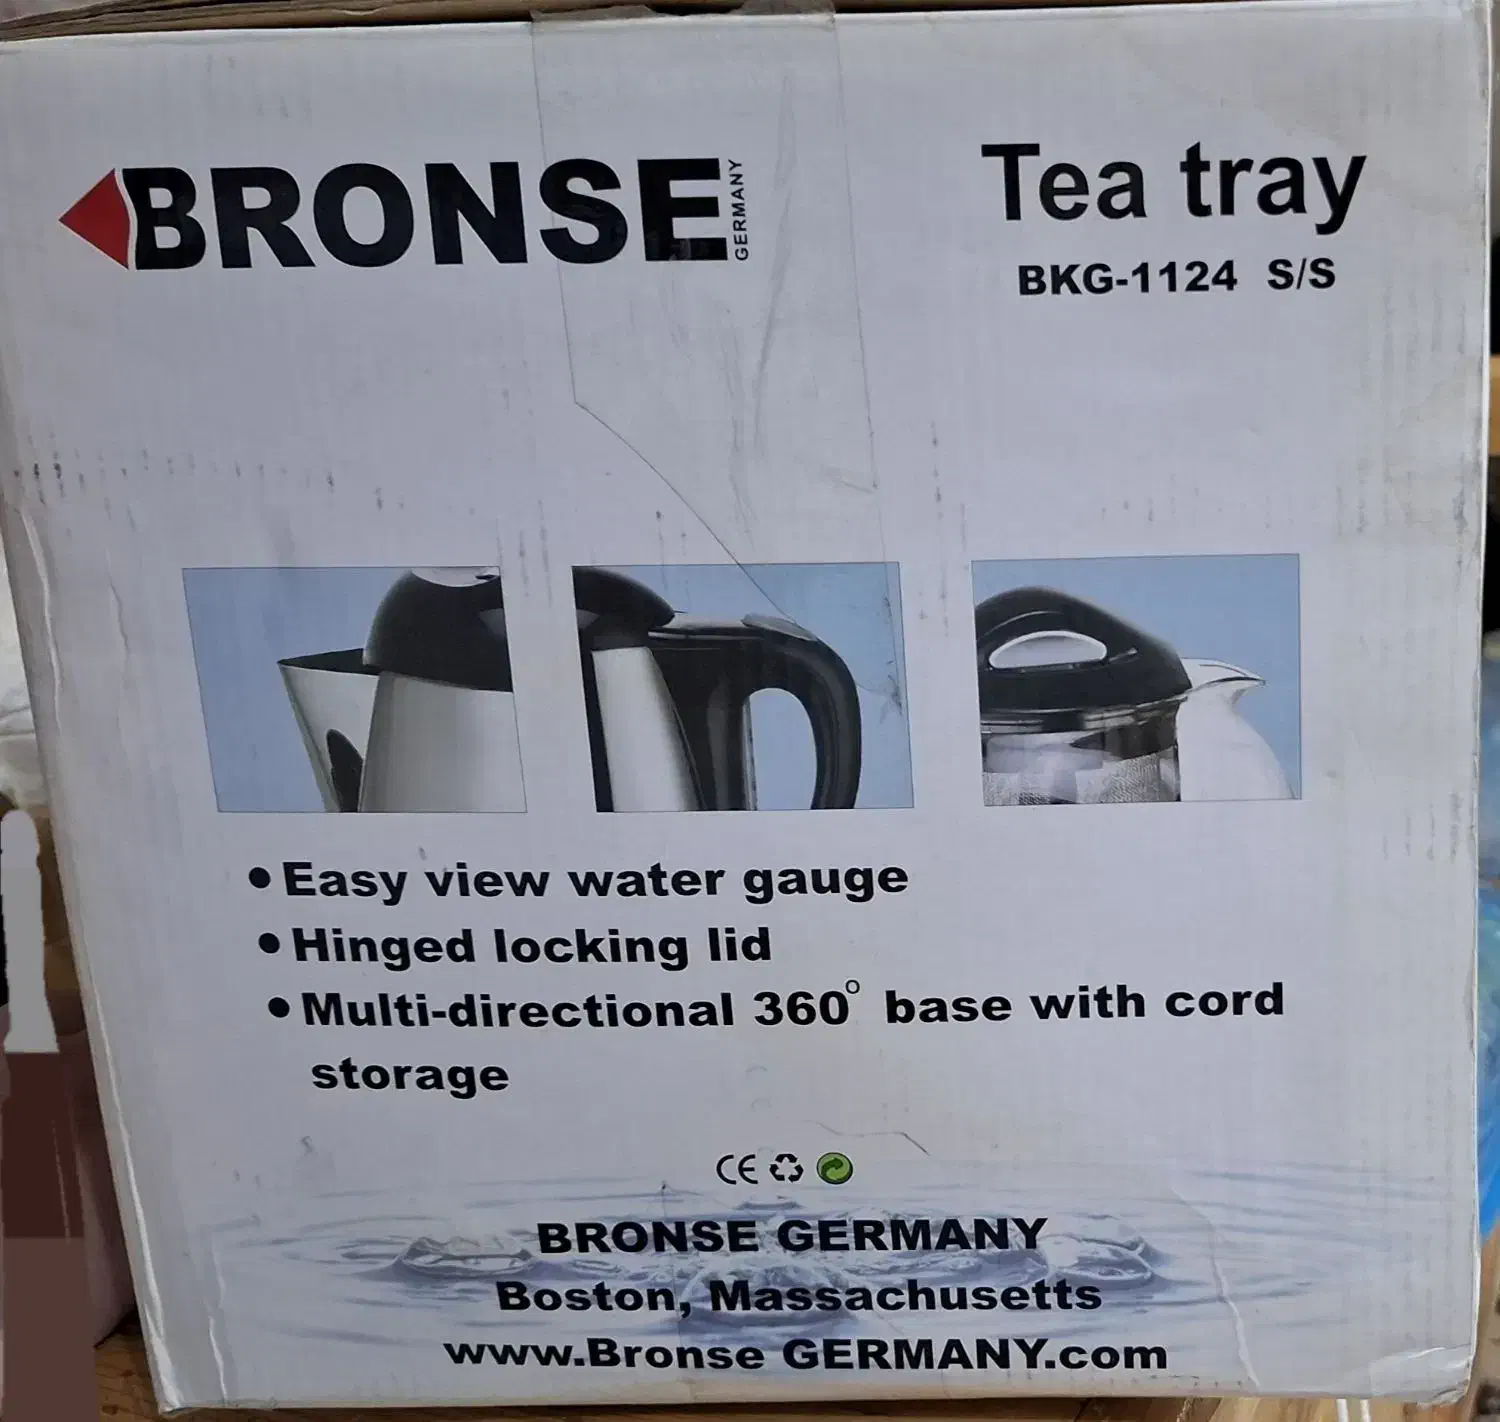 BRONSE GERMANY
Tea tray
BKG-1124 S/S
•Easy view water gauge
•Hinged locking lid
•Multi-directional 360° base with cord
storage
CE
BRONSE GERMANY
Boston, Massachusetts
www.Bronse GERMANY.com